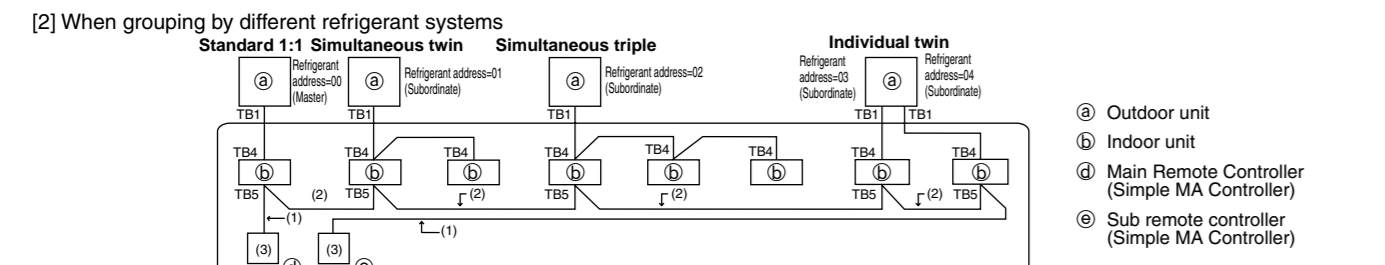 [2] When grouping by different refrigerant systems
Standard 1:1 Simultaneous twin Simultaneous triple Individual twin
ⓐ Refrigerant address=00 (Master)
ⓐ Refrigerant address=01 (Subordinate)
ⓐ Refrigerant address=02 (Subordinate)
Refrigerant address=03 (Subordinate) ⓐ Refrigerant address=04 (Subordinate)
TB1 TB1 TB1 TB1 TB1
TB4 TB4 TB4 TB4 TB4 TB4 TB4 TB4
ⓑ ⓑ ⓑ ⓑ ⓑ ⓑ ⓑ ⓑ
TB5 (2) TB5 (2) TB5 (2) TB5 (2) TB5
(1) (1)
(3) (3)
ⓓ ⓔ
ⓐ Outdoor unit
ⓑ Indoor unit
ⓓ Main Remote Controller
(Simple MA Controller)
ⓔ Sub remote controller
(Simple MA Controller)